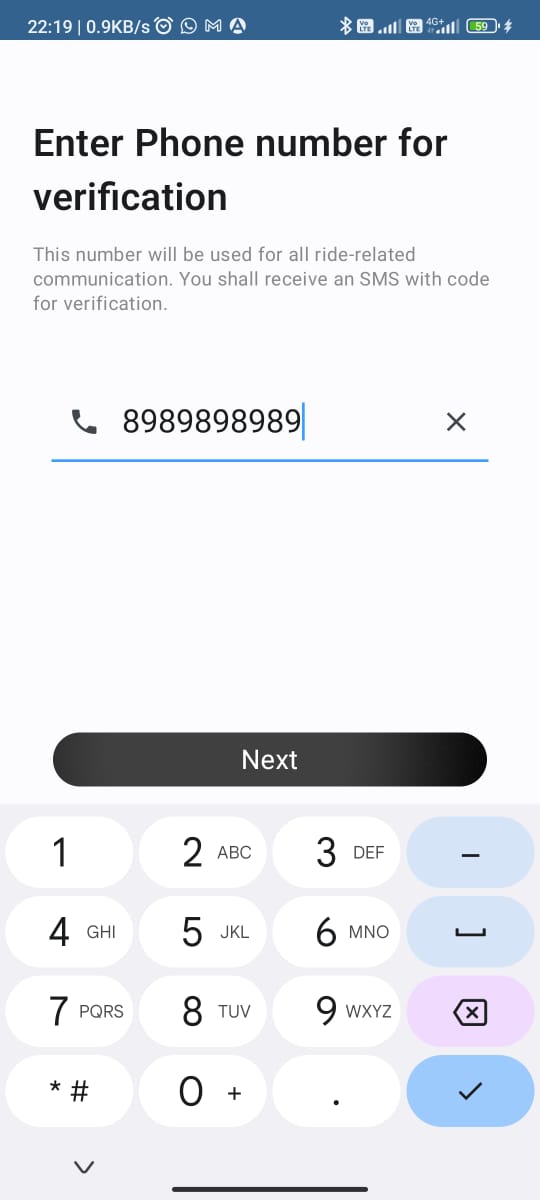 22:19 | 0.9KB/s
Vo LTE Vo LTE 4G+ 59
Enter Phone number for
verification
This number will be used for all ride-related
communication. You shall receive an SMS with code
for verification.
8989898989
Next
1 2 ABC 3 DEF –
4 GHI 5 JKL 6 MNO
7 PQRS 8 TUV 9 WXYZ
* # 0 + .